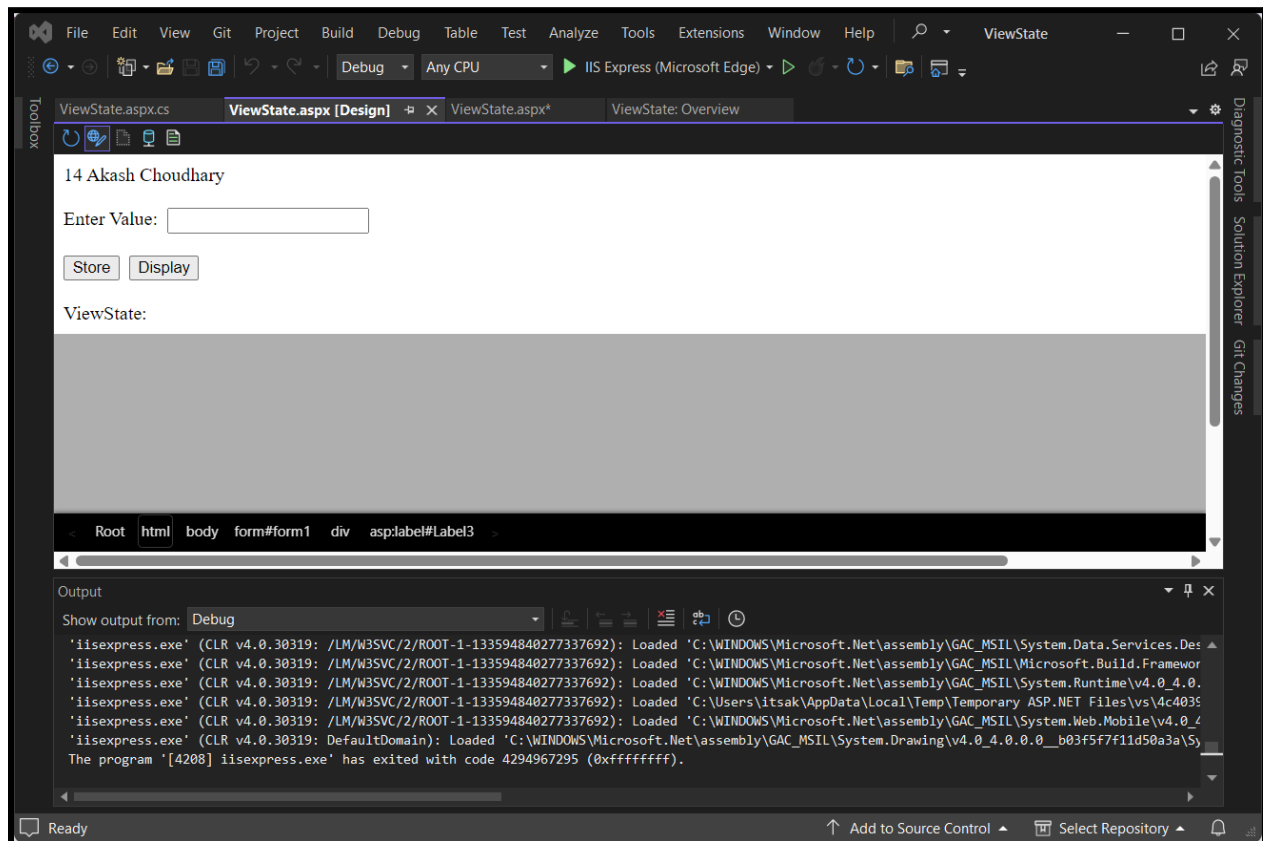 File Edit View Git Project Build Debug Table Test Analyze Tools Extensions Window Help ViewState
Debug Any CPU IIS Express (Microsoft Edge)
Toolbox
ViewState.aspx.cs ViewState.aspx [Design] ViewState.aspx* ViewState: Overview
Diagnostic Tools
Solution Explorer
Git Changes
14 Akash Choudhary
Enter Value:
Store Display
ViewState:
< Root html body form#form1 div asp:label#Label3 >
Output
Show output from: Debug
'iisexpress.exe' (CLR v4.0.30319: /LM/W3SVC/2/ROOT-1-133594840277337692): Loaded 'C:\WINDOWS\Microsoft.Net\assembly\GAC_MSIL\System.Data.Services.Des
'iisexpress.exe' (CLR v4.0.30319: /LM/W3SVC/2/ROOT-1-133594840277337692): Loaded 'C:\WINDOWS\Microsoft.Net\assembly\GAC_MSIL\Microsoft.Build.Framewor
'iisexpress.exe' (CLR v4.0.30319: /LM/W3SVC/2/ROOT-1-133594840277337692): Loaded 'C:\WINDOWS\Microsoft.Net\assembly\GAC_MSIL\System.Runtime\v4.0_4.0.
'iisexpress.exe' (CLR v4.0.30319: /LM/W3SVC/2/ROOT-1-133594840277337692): Loaded 'C:\Users\itsak\AppData\Local\Temp\Temporary ASP.NET Files\vs\4c4039
'iisexpress.exe' (CLR v4.0.30319: /LM/W3SVC/2/ROOT-1-133594840277337692): Loaded 'C:\WINDOWS\Microsoft.Net\assembly\GAC_MSIL\System.Web.Mobile\v4.0_4
'iisexpress.exe' (CLR v4.0.30319: DefaultDomain): Loaded 'C:\WINDOWS\Microsoft.Net\assembly\GAC_MSIL\System.Drawing\v4.0_4.0.0.0__b03f5f7f11d50a3a\Sy
The program '[4208] iisexpress.exe' has exited with code 4294967295 (0xffffffff).
Ready Add to Source Control Select Repository